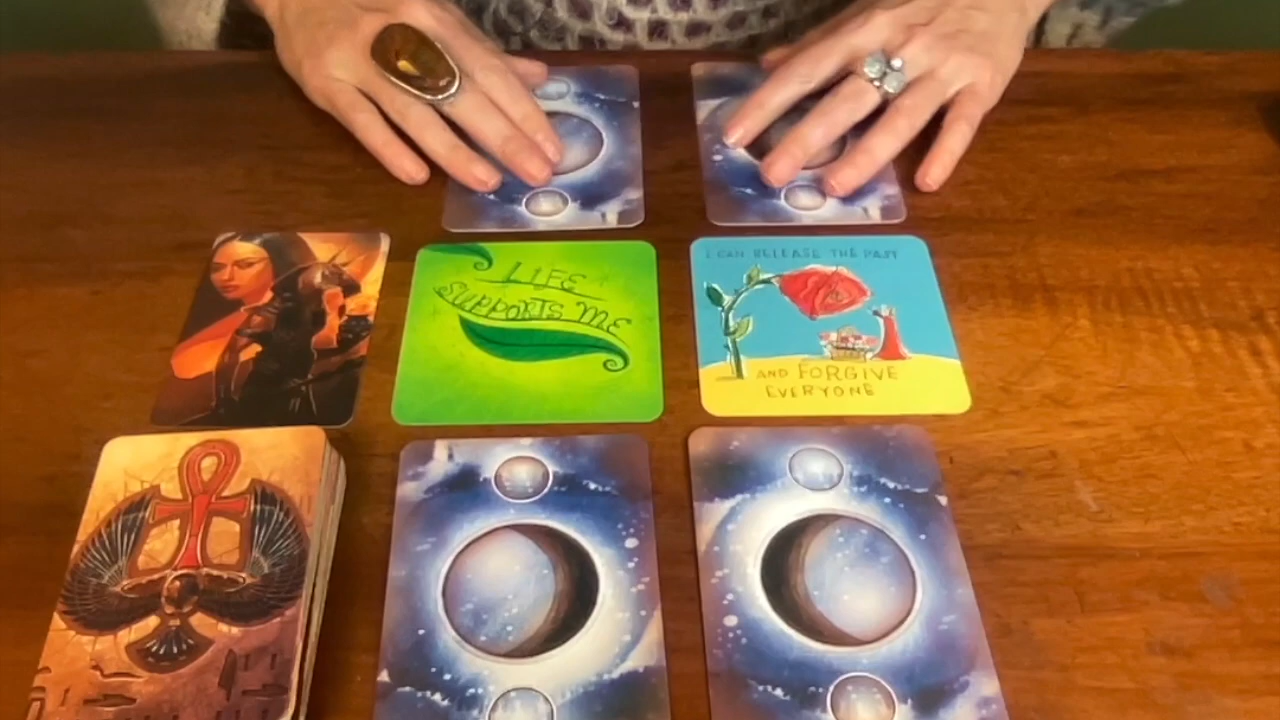 LIFE
SUPPORTS ME
I CAN RELEASE THE PAST
AND FORGIVE
EVERYONE